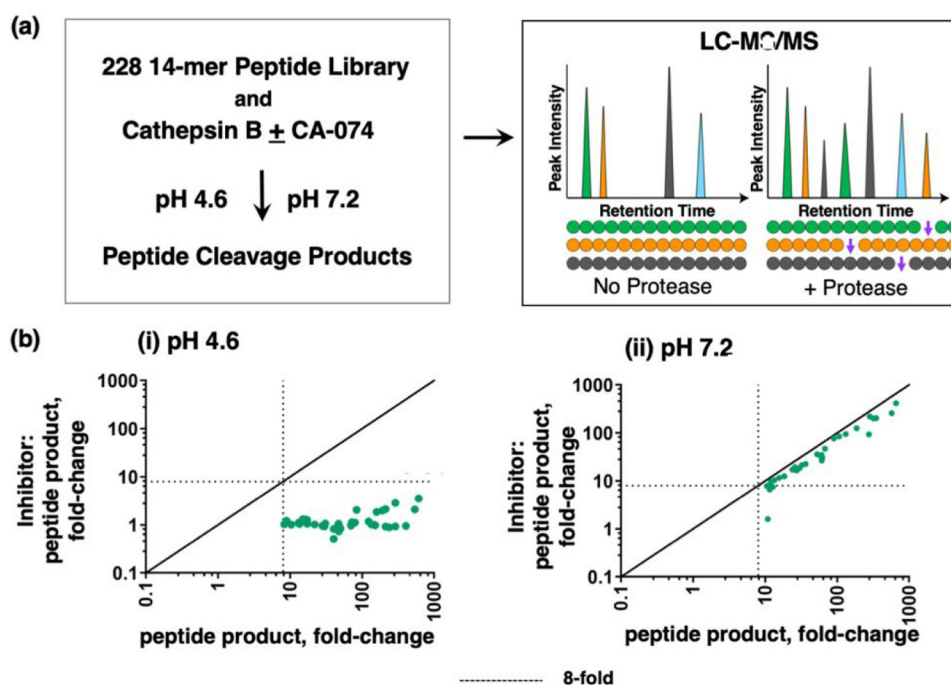 (a)
228 14-mer Peptide Library
and
Cathepsin B ± CA-074
pH 4.6 pH 7.2
Peptide Cleavage Products
LC-MS/MS
Peak Intensity
Retention Time
No Protease
Peak Intensity
Retention Time
+ Protease
(b)
(i) pH 4.6
Inhibitor:
peptide product,
fold-change
1000
100
10
1
0.1
0.1 1 10 100 1000
peptide product, fold-change
(ii) pH 7.2
Inhibitor:
peptide product,
fold-change
1000
100
10
1
0.1
0.1 1 10 100 1000
peptide product, fold-change
8-fold